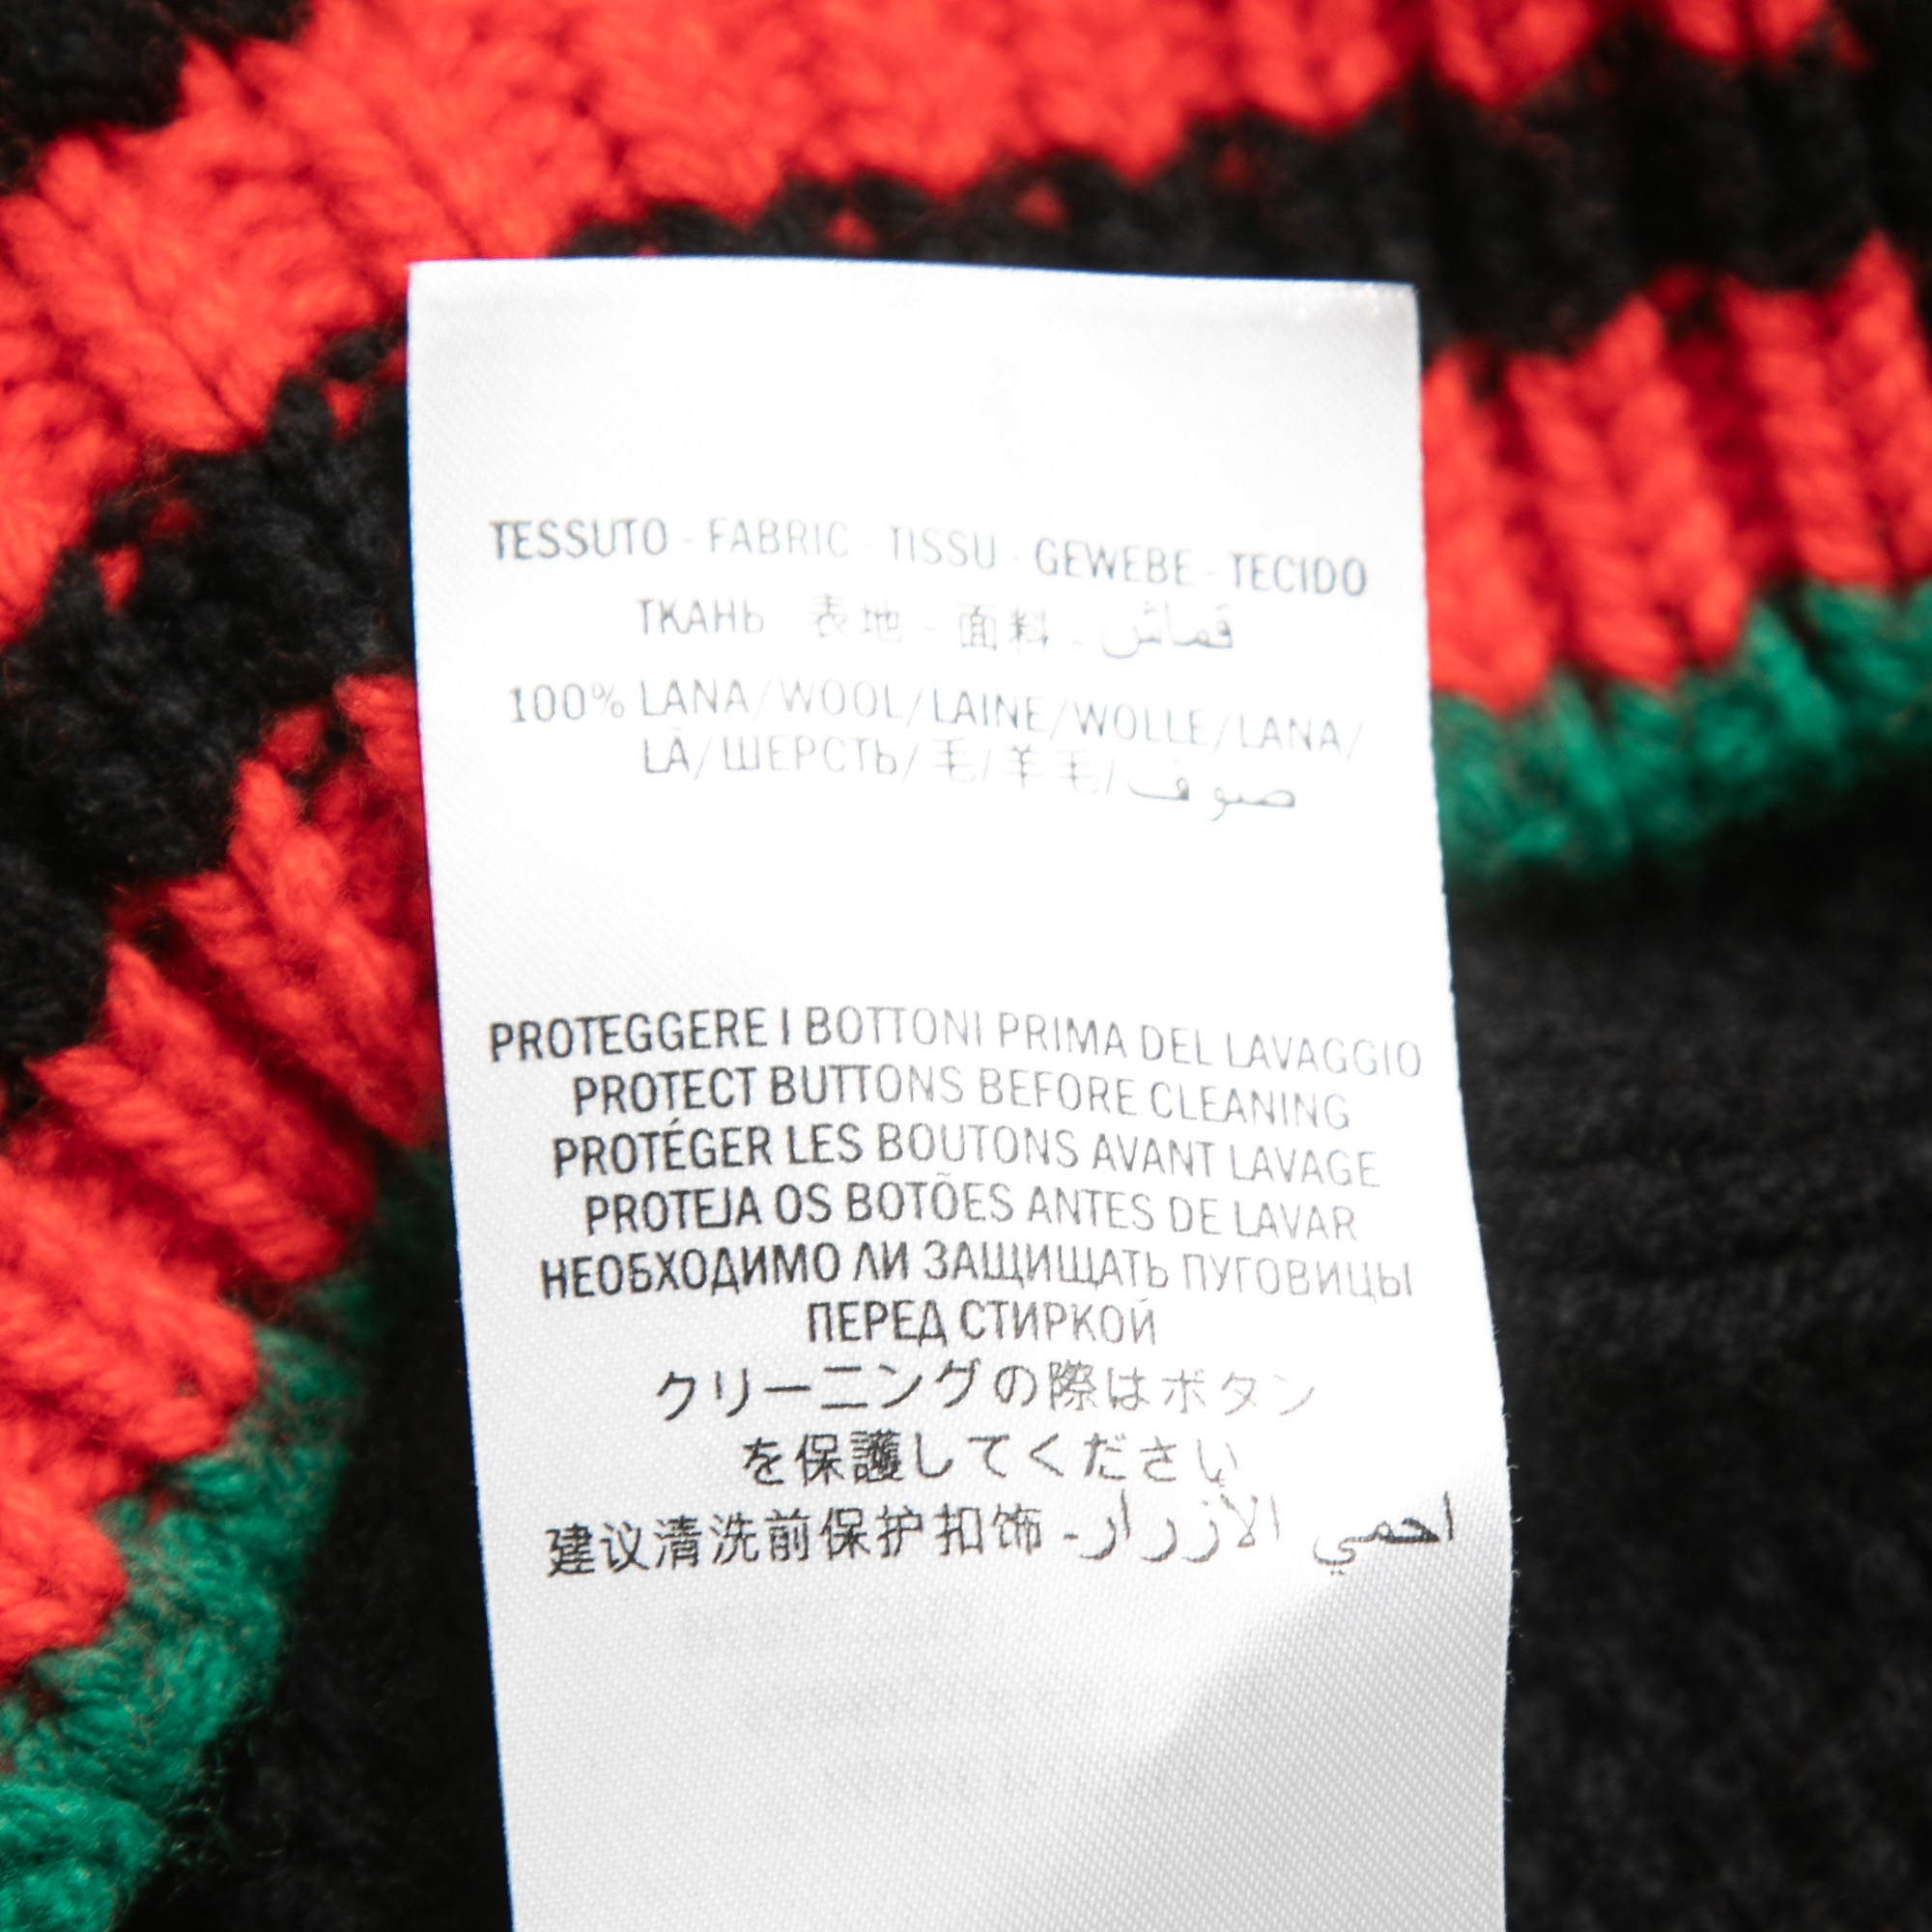 TESSUTO - FABRIC - TISSU - GEWEBE - TECIDO
ТКАНЬ - 表地 - 面料 - قماش
100% LANA/WOOL/LAINE/WOLLE/LANA/
LÃ/ШЕРСТЬ/毛/羊毛/صوف
PROTEGGERE I BOTTONI PRIMA DEL LAVAGGIO
PROTECT BUTTONS BEFORE CLEANING
PROTÉGER LES BOUTONS AVANT LAVAGE
PROTEJA OS BOTÕES ANTES DE LAVAR
НЕОБХОДИМО ЛИ ЗАЩИЩАТЬ ПУГОВИЦЫ
ПЕРЕД СТИРКОЙ
クリーニングの際はボタン
を保護してください
建议清洗前保护扣饰 - احمي الأزرار